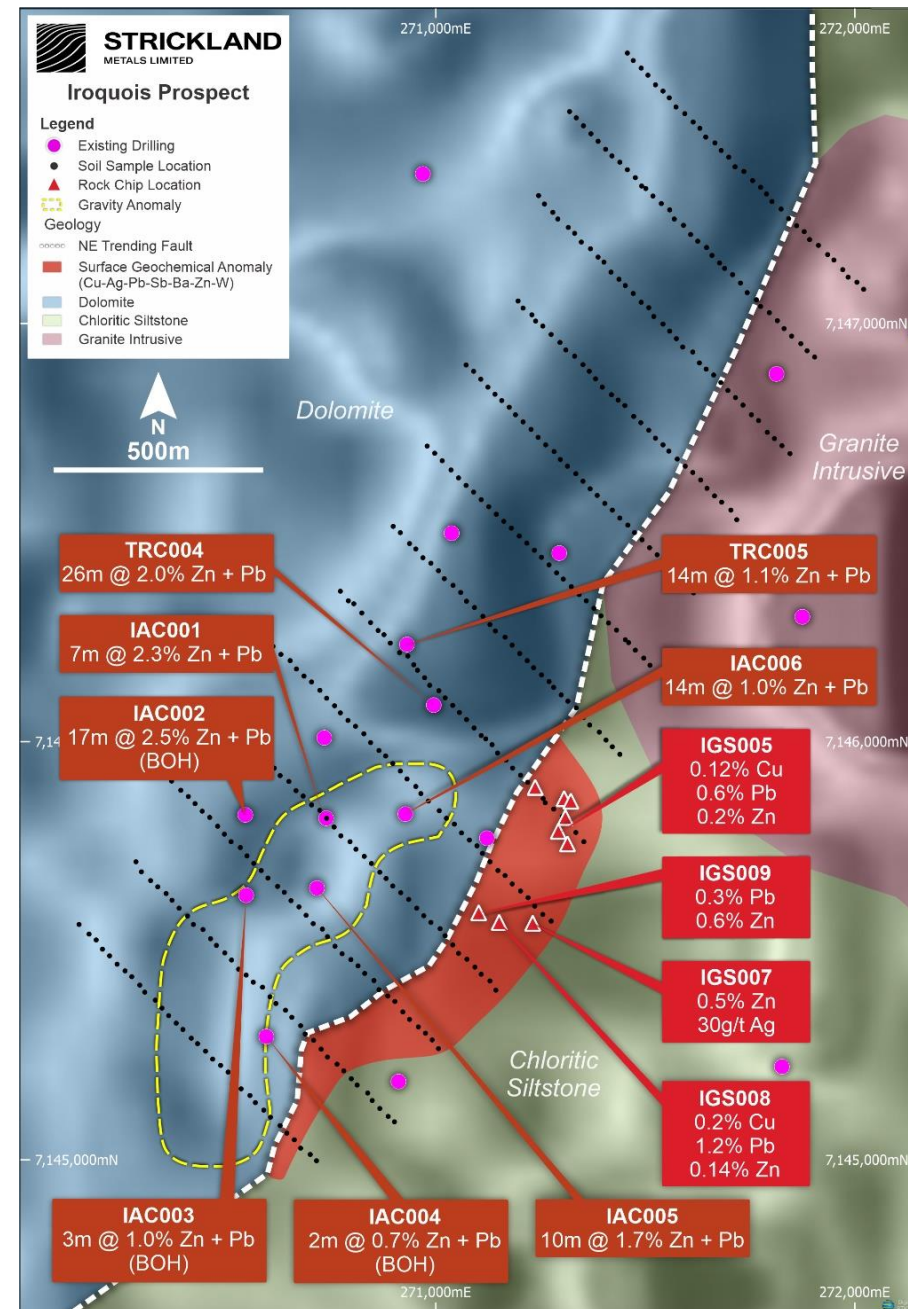 STRICKLAND
METALS LIMITED
Iroquois Prospect
Legend
Existing Drilling
Soil Sample Location
Rock Chip Location
Gravity Anomaly
Geology
NE Trending Fault
Surface Geochemical Anomaly
(Cu-Ag-Pb-Sb-Ba-Zn-W)
Dolomite
Chloritic Siltstone
Granite Intrusive
N
500m
271,000mE
272,000mE
7,147,000mN
Dolomite
Granite
Intrusive
TRC004
26m @ 2.0% Zn + Pb
TRC005
14m @ 1.1% Zn + Pb
IAC001
7m @ 2.3% Zn + Pb
IAC006
14m @ 1.0% Zn + Pb
IAC002
17m @ 2.5% Zn + Pb
(BOH)
7,146,000mN
IGS005
0.12% Cu
0.6% Pb
0.2% Zn
IGS009
0.3% Pb
0.6% Zn
IGS007
0.5% Zn
30g/t Ag
Chloritic
Siltstone
IGS008
0.2% Cu
1.2% Pb
0.14% Zn
7,145,000mN
7,145,000mN
IAC003
3m @ 1.0% Zn + Pb
(BOH)
IAC004
2m @ 0.7% Zn + Pb
(BOH)
IAC005
10m @ 1.7% Zn + Pb
271,000mE
272,000mE